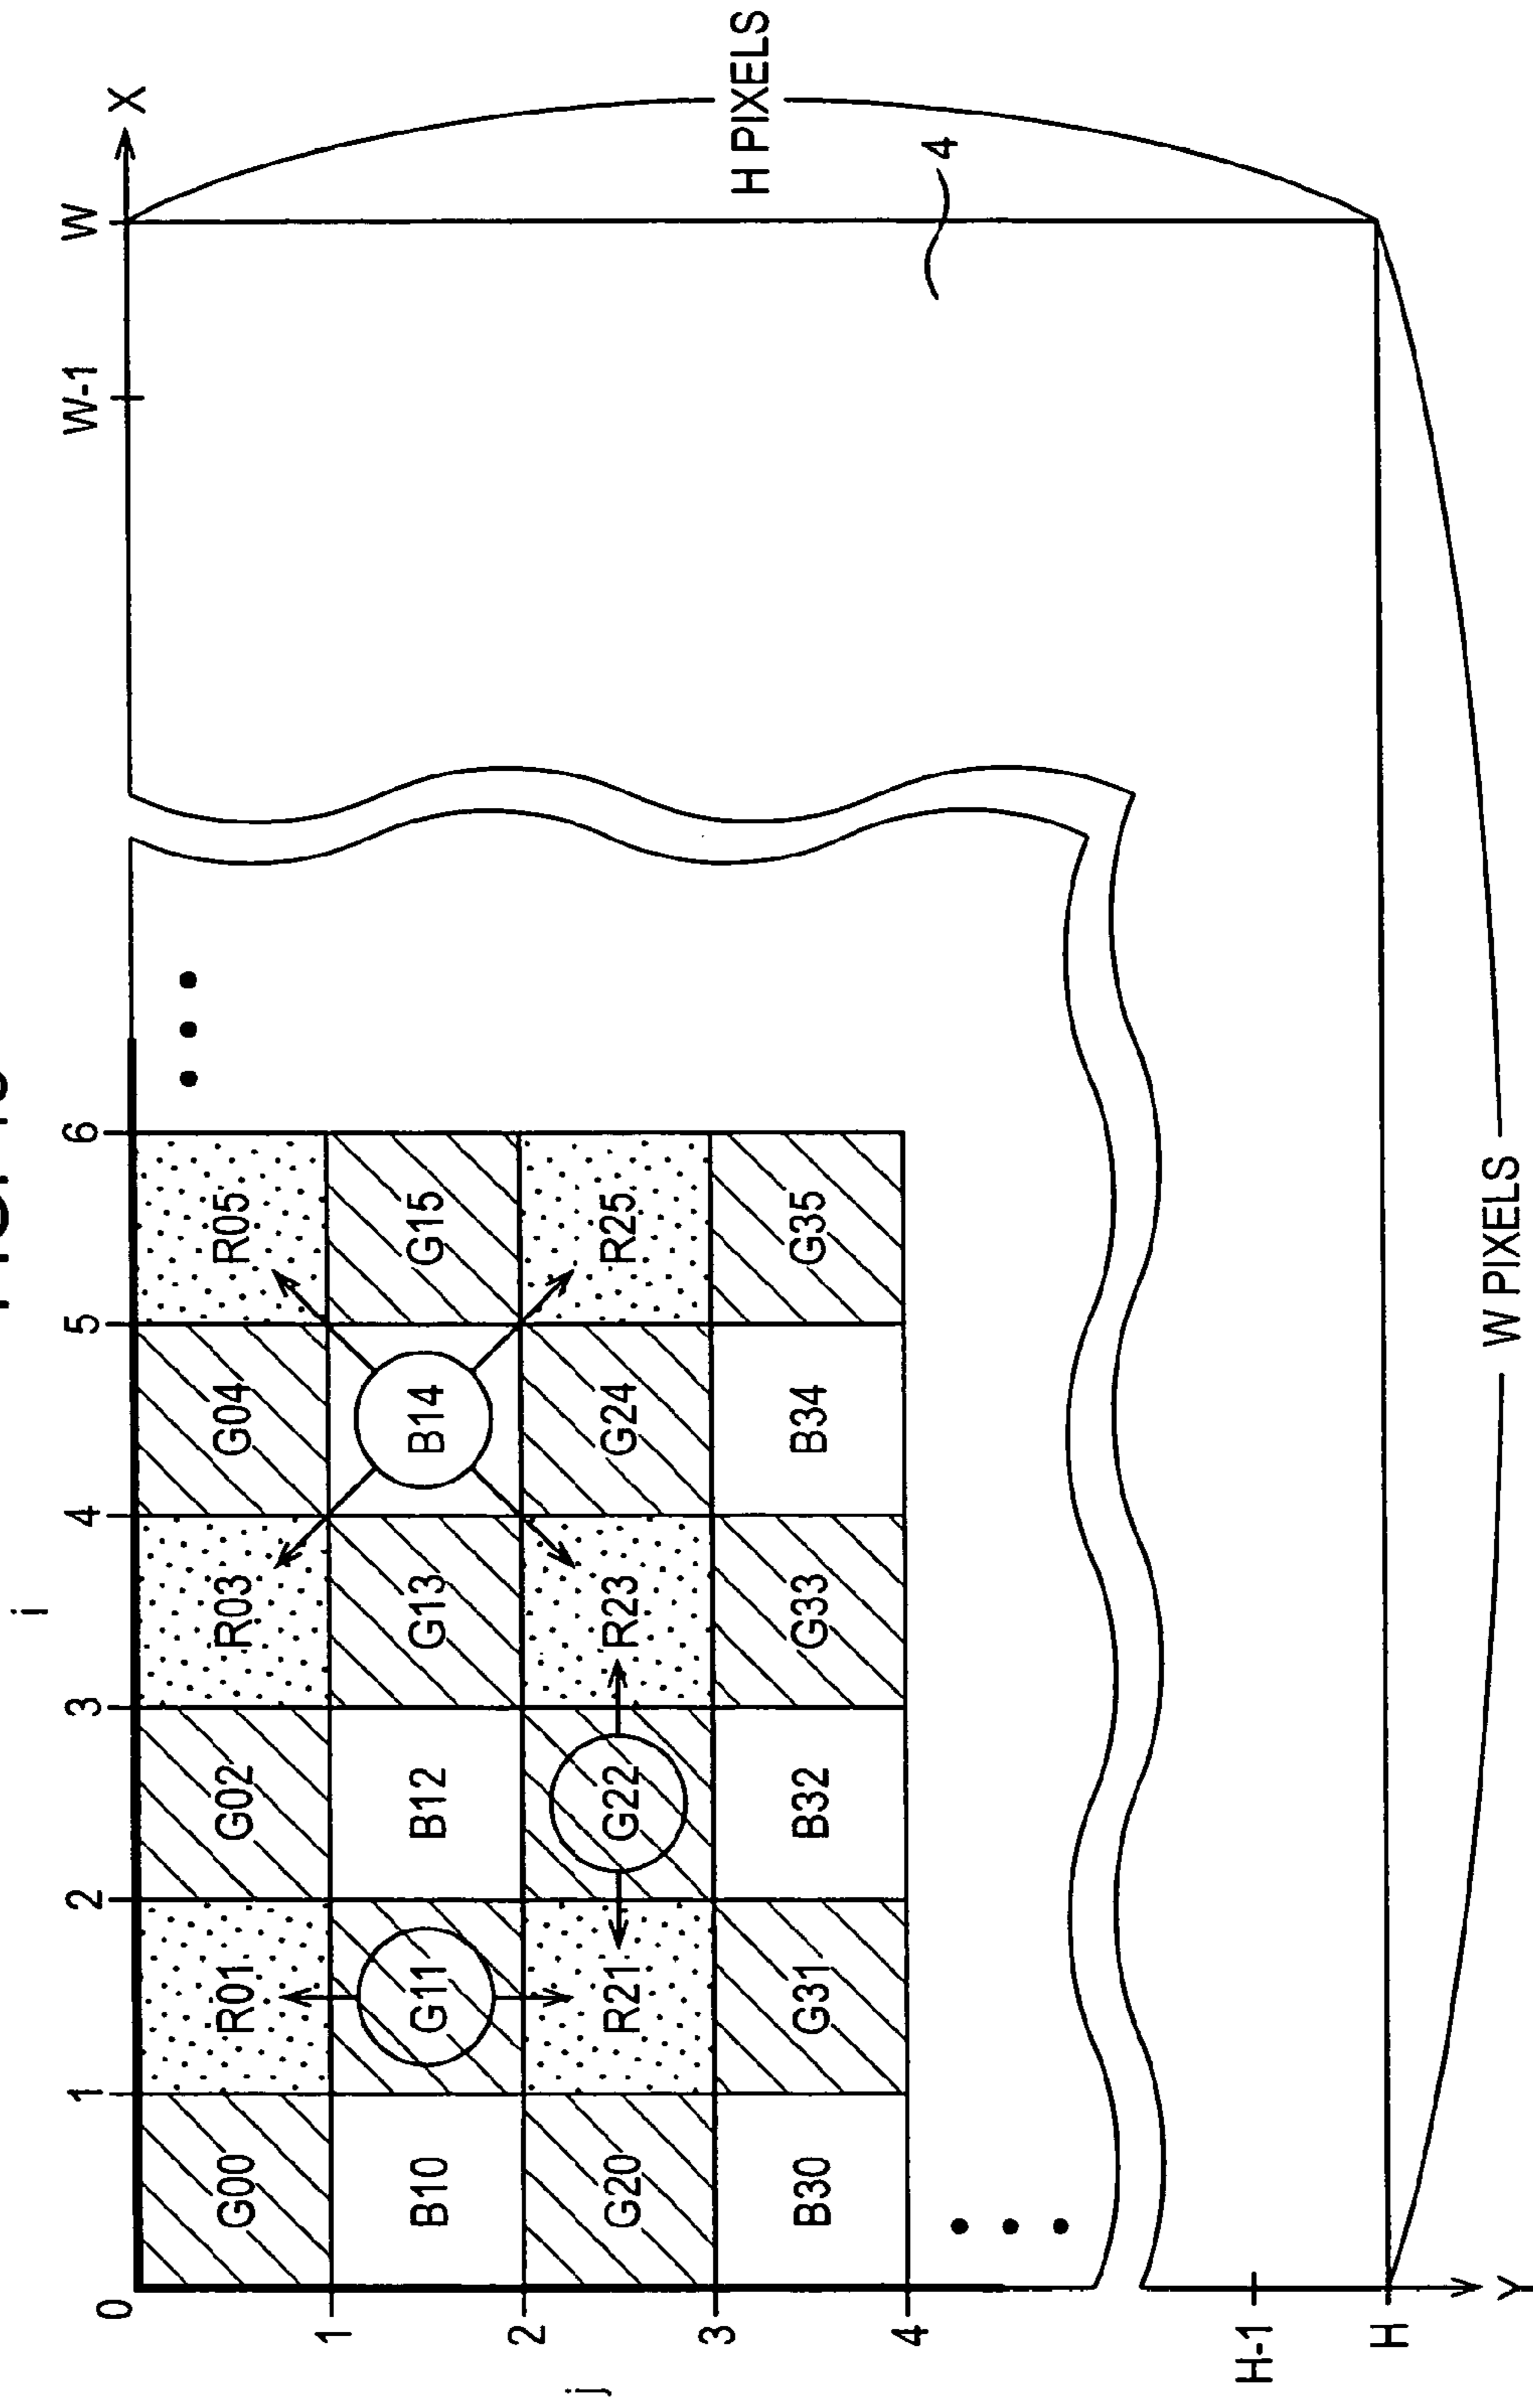 i
0 1 2 3 4 5 6 W-1 W X
j
G00 R01 G02 R03 G04 R05
1
B10 G11 B12 G13 B14 G15
2
G20 R21 G22 R23 G24 R25
3
B30 G31 B32 G33 B34 G35
4
H PIXELS
4
H-1
H
Y
W PIXELS